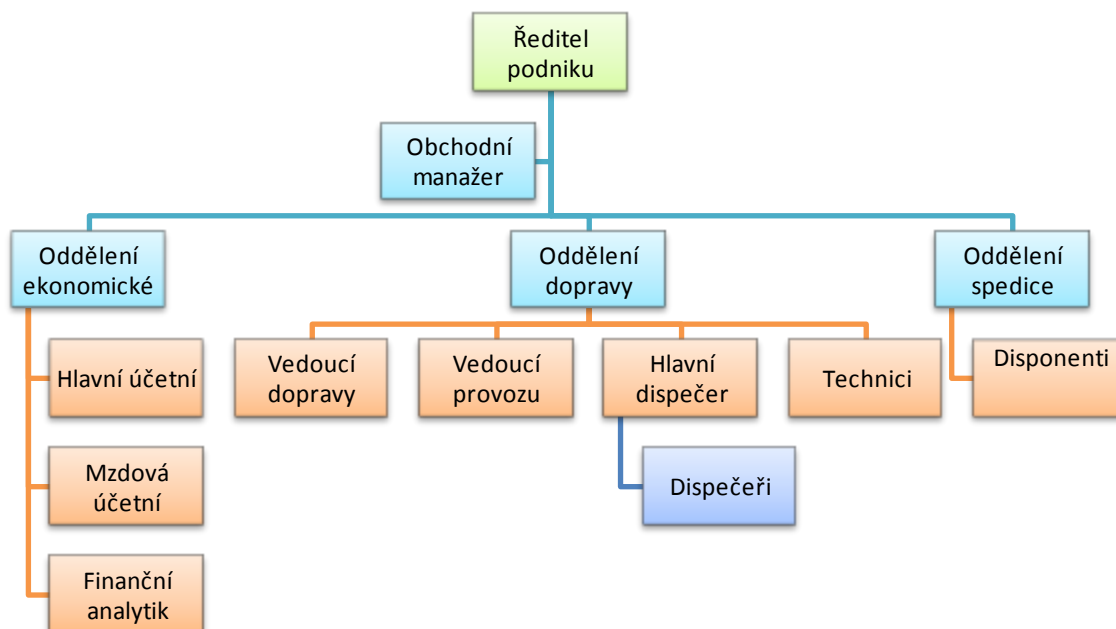 Ředitel
podniku
Obchodní
manažer
Oddělení
ekonomické
Oddělení
dopravy
Oddělení
spedice
Hlavní účetní
Vedoucí
dopravy
Vedoucí
provozu
Hlavní
dispečer
Technici
Disponenti
Mzdová
účetní
Dispečeři
Finanční
analytik